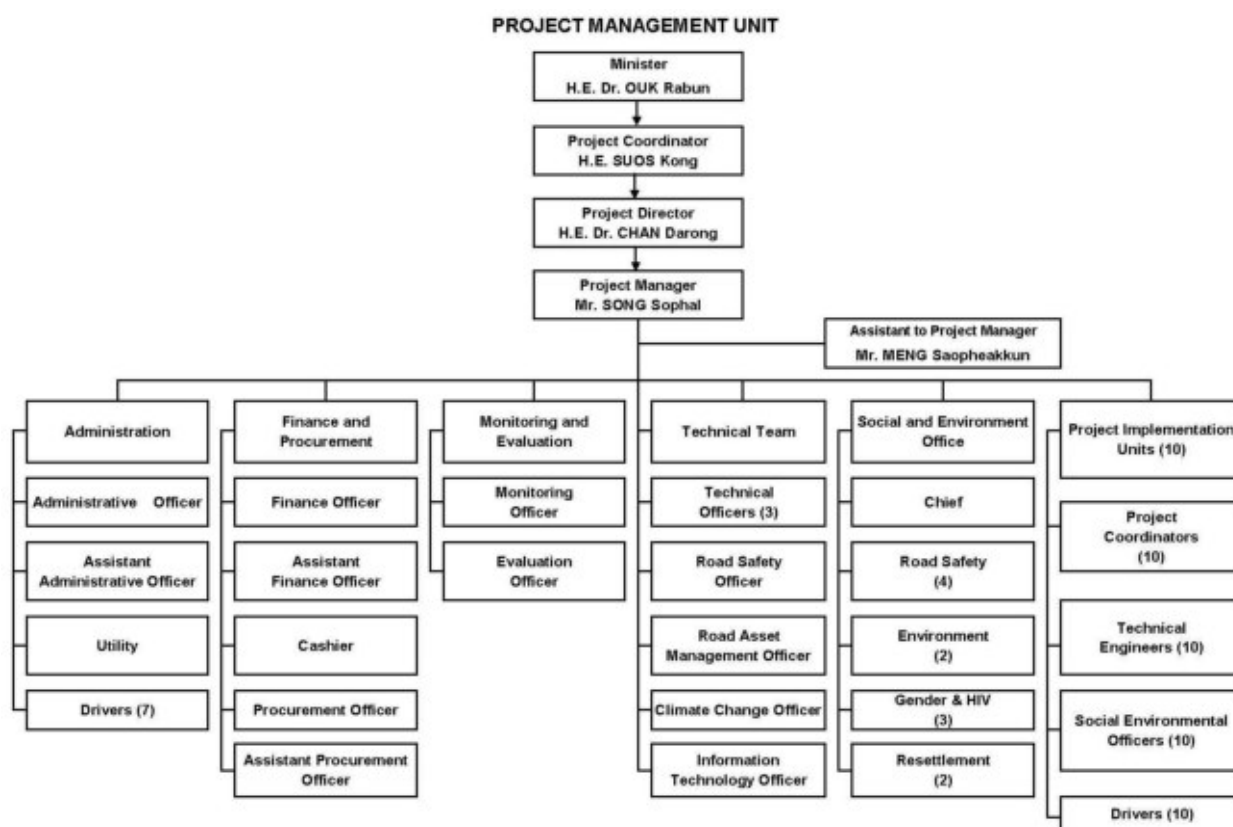 PROJECT MANAGEMENT UNIT
Minister
H.E. Dr. OUK Rabun
Project Coordinator
H.E. SUOS Kong
Project Director
H.E. Dr. CHAN Darong
Project Manager
Mr. SONG Sophal
Assistant to Project Manager
Mr. MENG Saopheakkun
Administration
Administrative Officer
Assistant
Administrative Officer
Utility
Drivers (7)
Finance and
Procurement
Finance Officer
Assistant
Finance Officer
Cashier
Procurement Officer
Assistant Procurement
Officer
Monitoring and
Evaluation
Monitoring
Officer
Evaluation
Officer
Technical Team
Technical
Officers (3)
Road Safety
Officer
Road Asset
Management Officer
Climate Change Officer
Information
Technology Officer
Social and Environment
Office
Chief
Road Safety
(4)
Environment
(2)
Gender & HIV
(3)
Resettlement
(2)
Project Implementation
Units (10)
Project
Coordinators
(10)
Technical
Engineers (10)
Social Environmental
Officers (10)
Drivers (10)